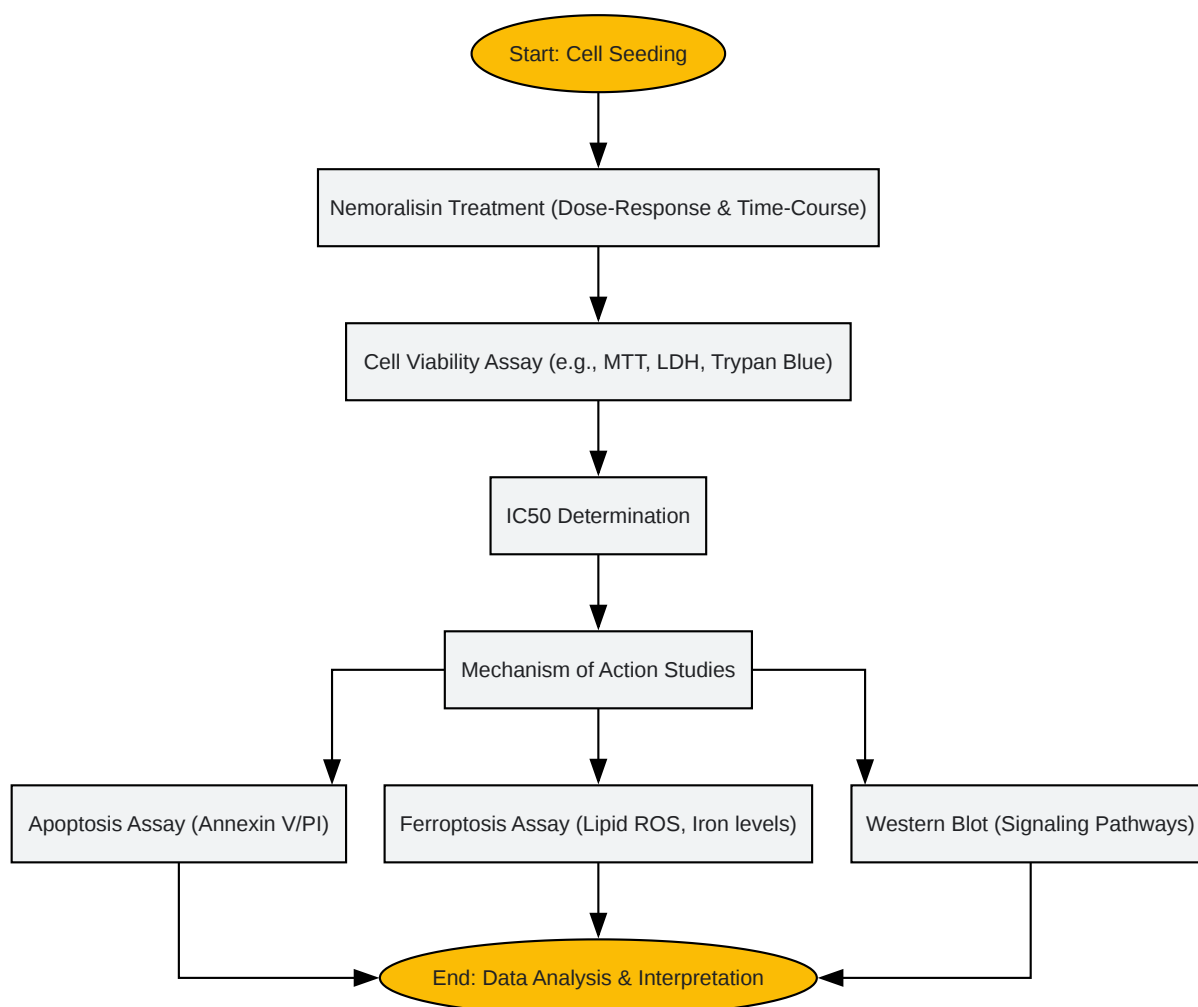 Start: Cell Seeding
Nemoralisin Treatment (Dose-Response & Time-Course)
Cell Viability Assay (e.g., MTT, LDH, Trypan Blue)
IC50 Determination
Mechanism of Action Studies
Apoptosis Assay (Annexin V/PI)
Ferroptosis Assay (Lipid ROS, Iron levels)
Western Blot (Signaling Pathways)
End: Data Analysis & Interpretation